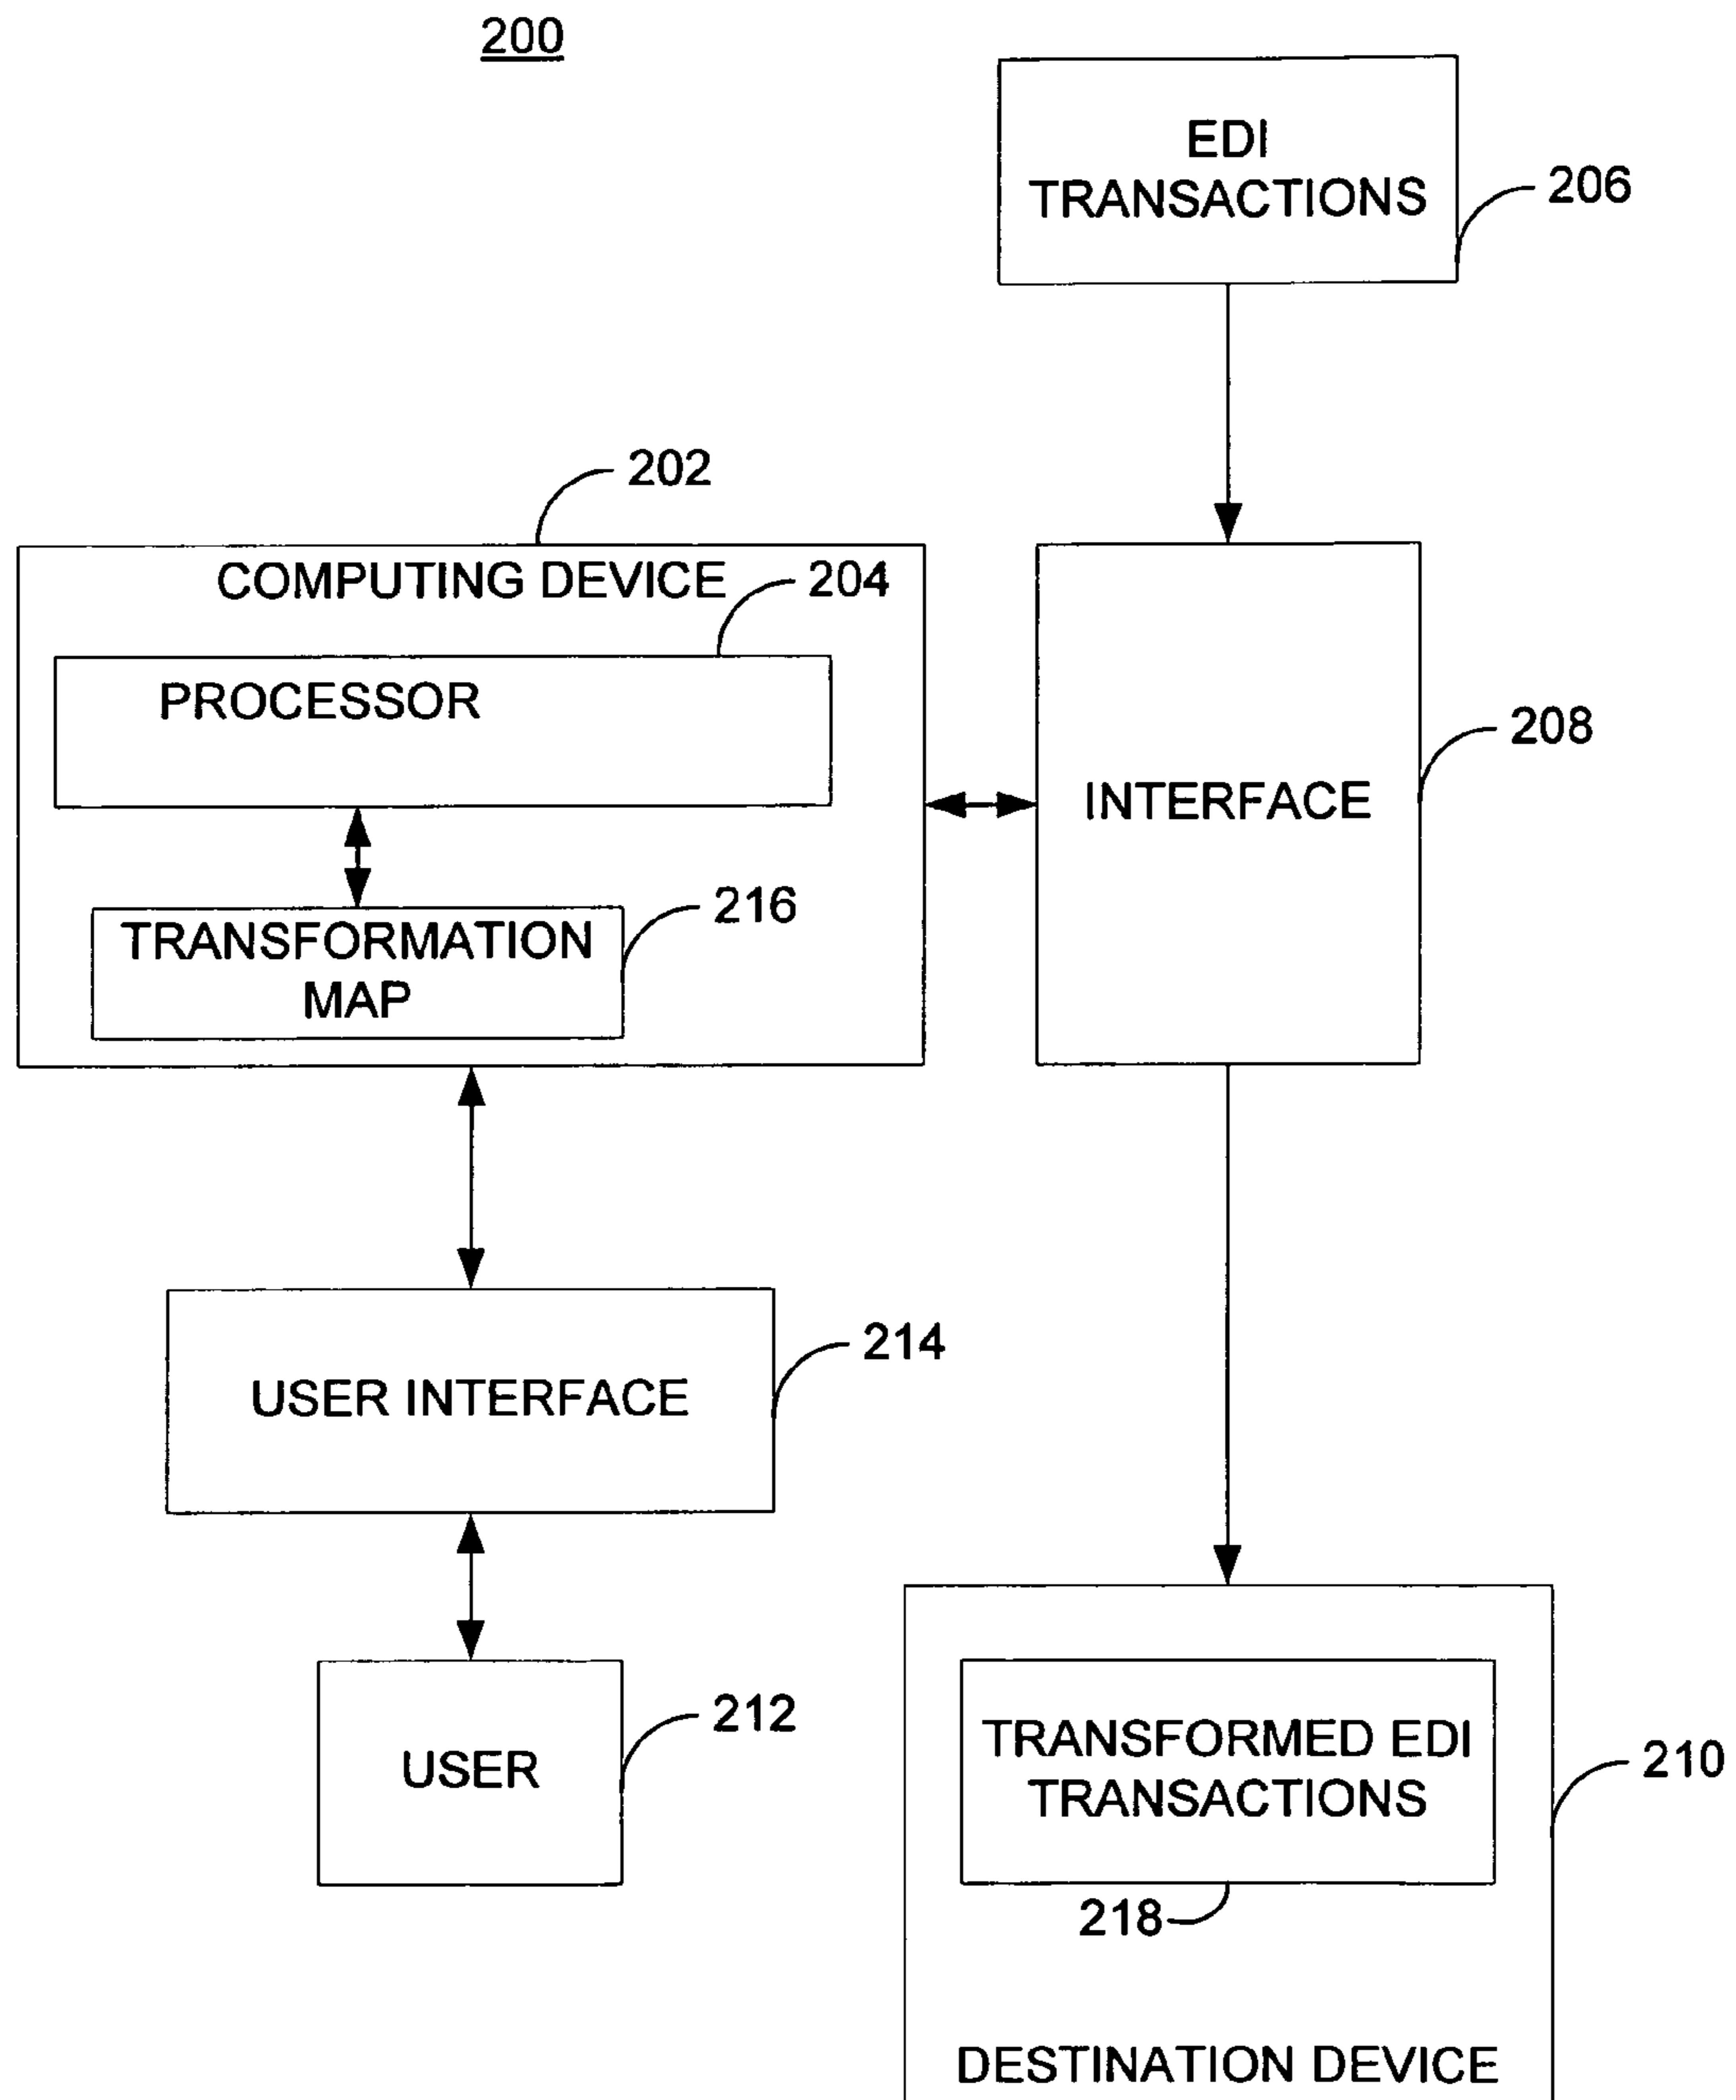 200
EDI
TRANSACTIONS
206
202
COMPUTING DEVICE
204
PROCESSOR
208
INTERFACE
216
TRANSFORMATION
MAP
214
USER INTERFACE
212
USER
TRANSFORMED EDI
TRANSACTIONS
210
218
DESTINATION DEVICE